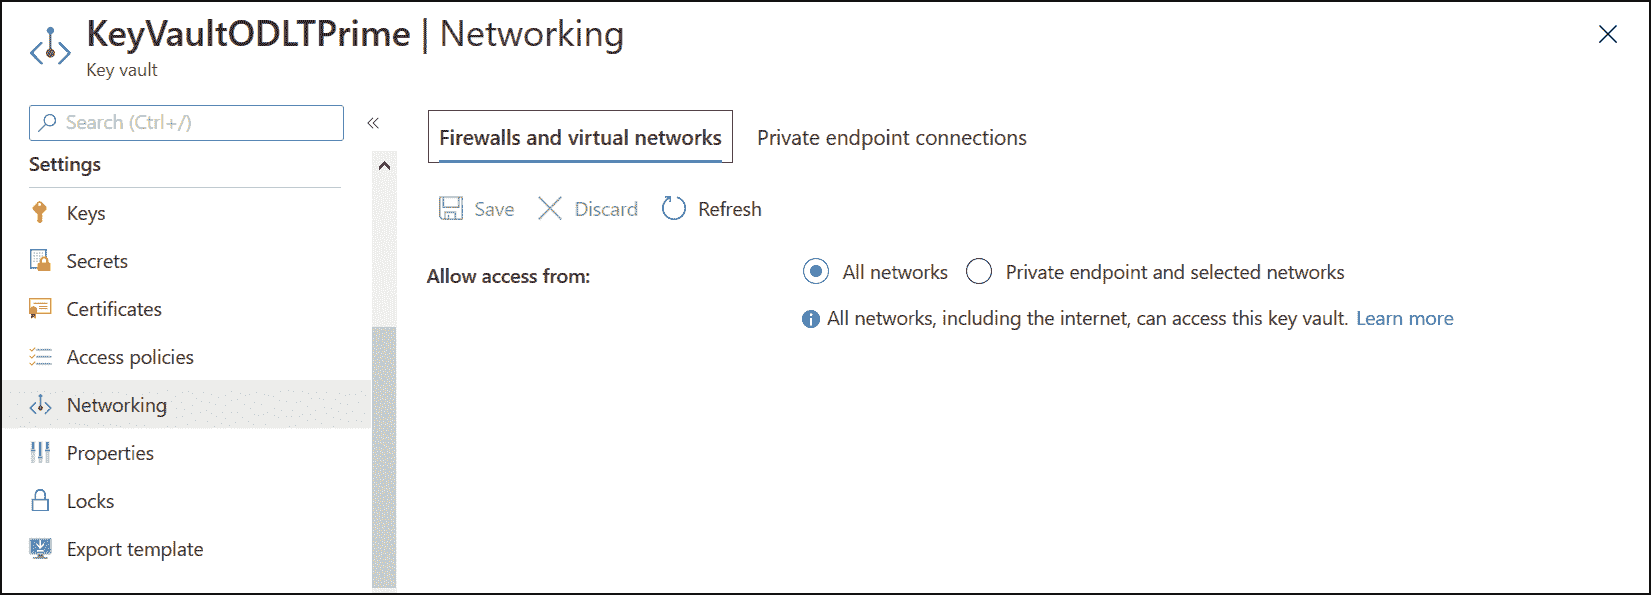 KeyVaultODLTPrime | Networking
Key vault
Search (Ctrl+/)
«
Settings
Keys
Secrets
Certificates
Access policies
Networking
Properties
Locks
Export template
Firewalls and virtual networks
Private endpoint connections
Save
Discard
Refresh
Allow access from:
All networks
Private endpoint and selected networks
All networks, including the internet, can access this key vault. Learn more